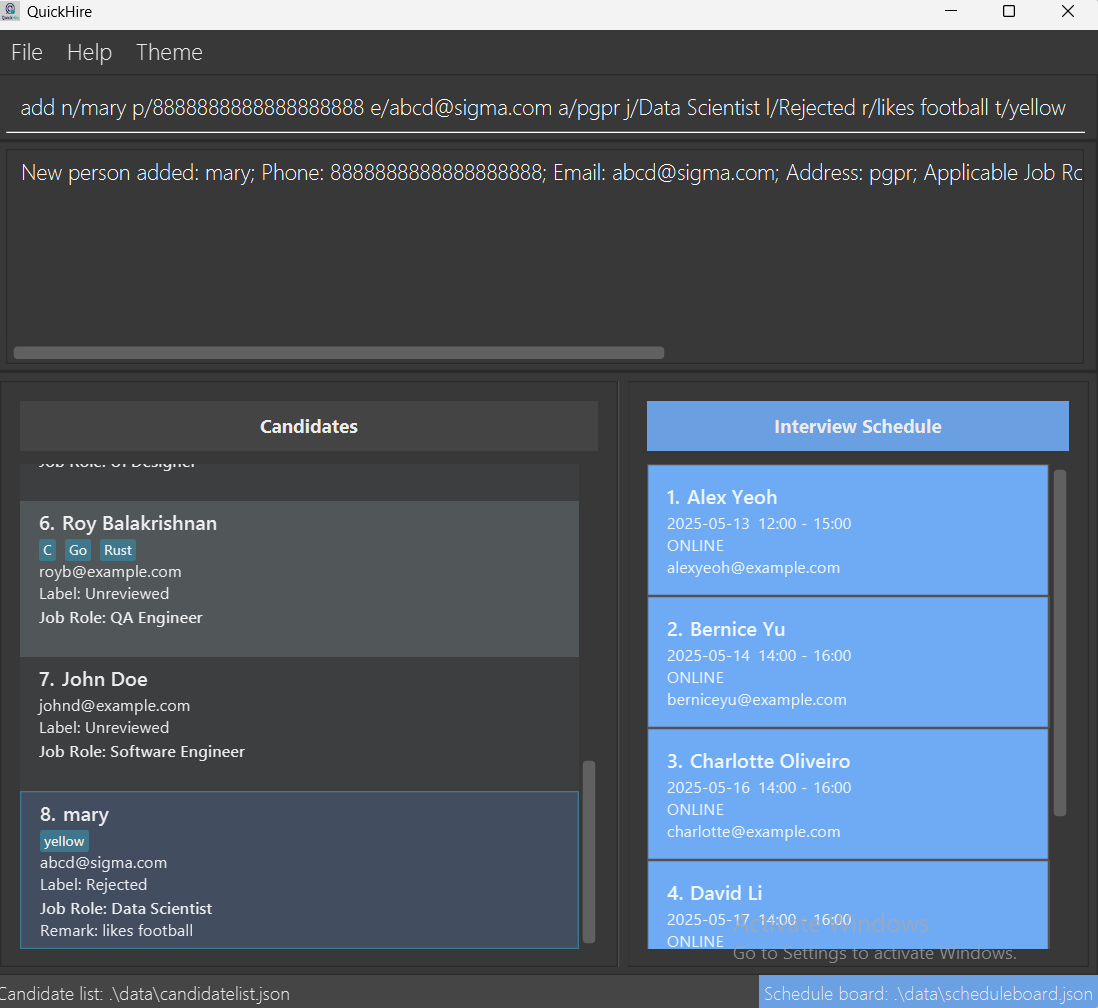 QuickHire
File Help Theme
add n/mary p/8888888888888888888 e/abcd@sigma.com a/pgpr j/Data Scientist l/Rejected r/likes football t/yellow
New person added: mary; Phone: 8888888888888888888; Email: abcd@sigma.com; Address: pgpr; Applicable Job Ro
Candidates
Job Role: UI Designer
6. Roy Balakrishnan
C Go Rust
royb@example.com
Label: Unreviewed
Job Role: QA Engineer
7. John Doe
johnd@example.com
Label: Unreviewed
Job Role: Software Engineer
8. mary
yellow
abcd@sigma.com
Label: Rejected
Job Role: Data Scientist
Remark: likes football
Interview Schedule
1. Alex Yeoh
2025-05-13 12:00 - 15:00
ONLINE
alexyeoh@example.com
2. Bernice Yu
2025-05-14 14:00 - 16:00
ONLINE
berniceyu@example.com
3. Charlotte Oliveiro
2025-05-16 14:00 - 16:00
ONLINE
charlotte@example.com
4. David Li
2025-05-17 14:00 - 16:00
ONLINE
Activate Windows
Go to Settings to activate Windows.
Candidate list: .\data\candidatelist.json
Schedule board: .\data\scheduleboard.json